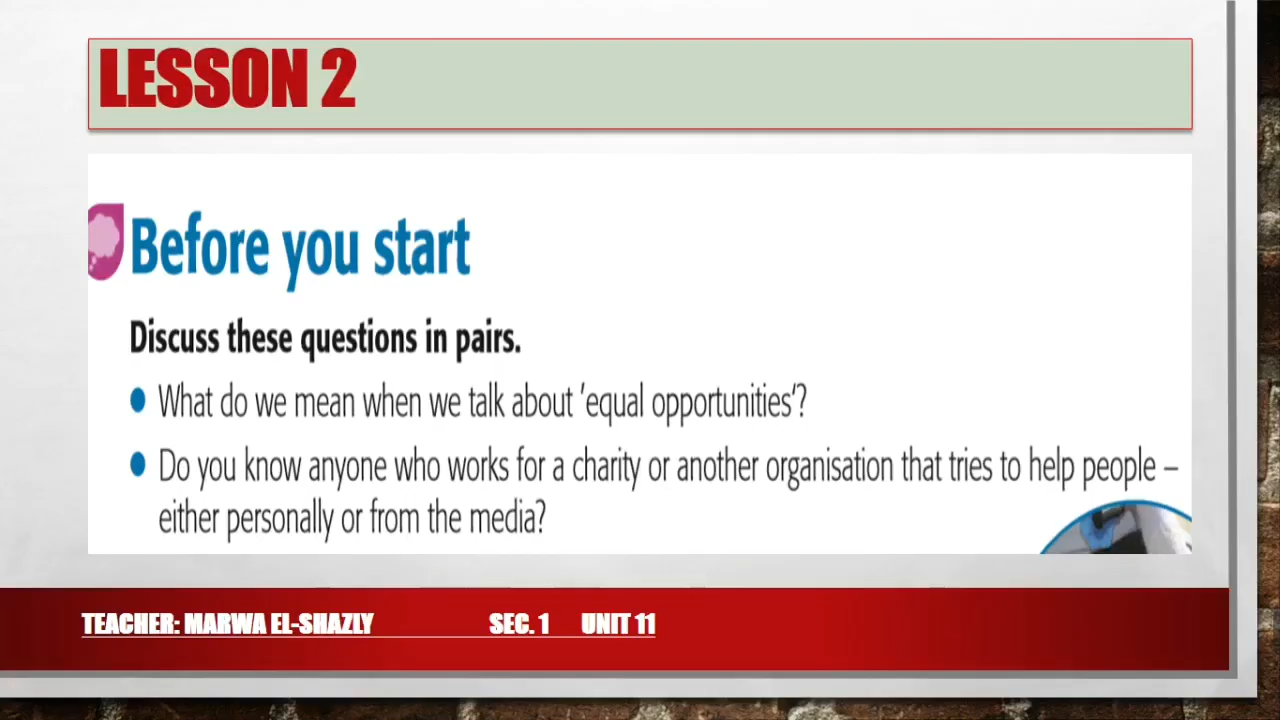 LESSON 2
Before you start
Discuss these questions in pairs.
What do we mean when we talk about 'equal opportunities'?
Do you know anyone who works for a charity or another organisation that tries to help people –
either personally or from the media?
TEACHER: MARWA EL-SHAZLY SEC. 1 UNIT 11